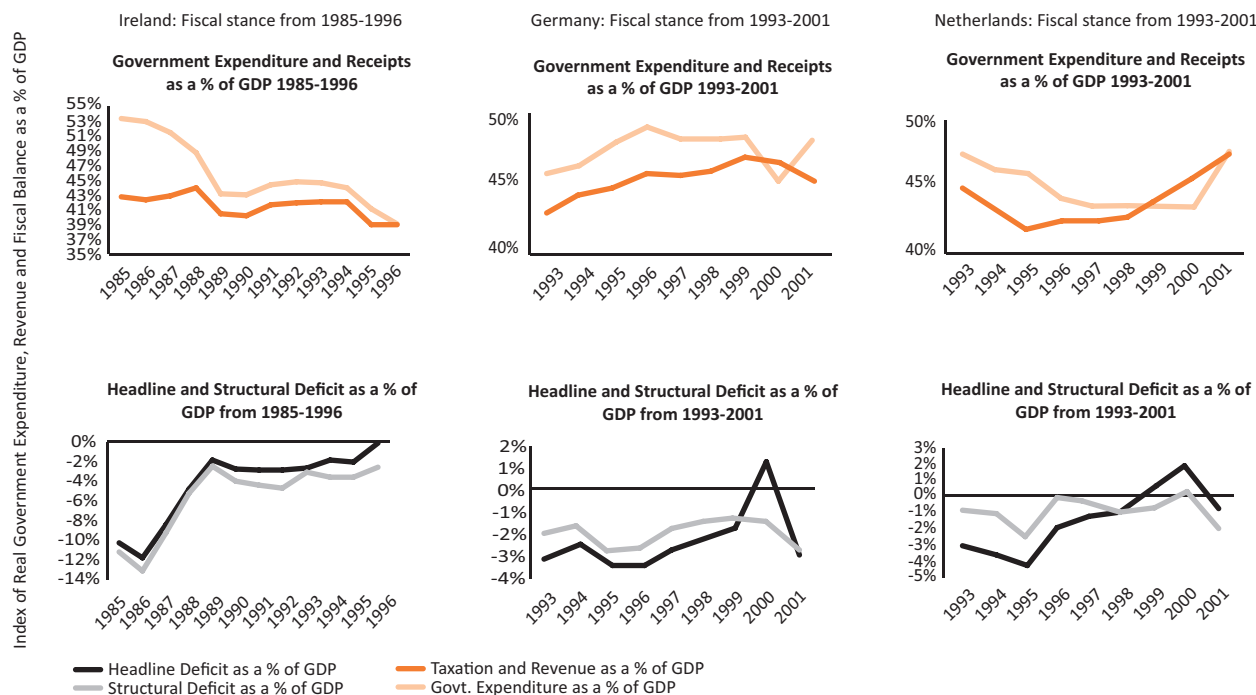 Index of Real Government Expenditure, Revenue and Fiscal Balance as a % of GDP
Ireland: Fiscal stance from 1985-1996
Government Expenditure and Receipts
as a % of GDP 1985-1996
55%
53%
51%
49%
47%
45%
43%
41%
39%
37%
35%
1985 1986 1987 1988 1989 1990 1991 1992 1993 1994 1995 1996
Germany: Fiscal stance from 1993-2001
Government Expenditure and Receipts
as a % of GDP 1993-2001
50%
45%
40%
1993 1994 1995 1996 1997 1998 1999 2000 2001
Netherlands: Fiscal stance from 1993-2001
Government Expenditure and Receipts
as a % of GDP 1993-2001
50%
45%
40%
1993 1994 1995 1996 1997 1998 1999 2000 2001
Headline and Structural Deficit as a % of
GDP from 1985-1996
0%
-2%
-4%
-6%
-8%
-10%
-12%
-14%
1985 1986 1987 1988 1989 1990 1991 1992 1993 1994 1995 1996
Headline and Structural Deficit as a % of
GDP from 1993-2001
2%
1%
0%
-1%
-2%
-3%
-4%
1993 1994 1995 1996 1997 1998 1999 2000 2001
Headline and Structural Deficit as a % of
GDP from 1993-2001
3%
2%
1%
0%
-1%
-2%
-3%
-4%
-5%
1993 1994 1995 1996 1997 1998 1999 2000 2001
Headline Deficit as a % of GDP
Structural Deficit as a % of GDP
Taxation and Revenue as a % of GDP
Govt. Expenditure as a % of GDP